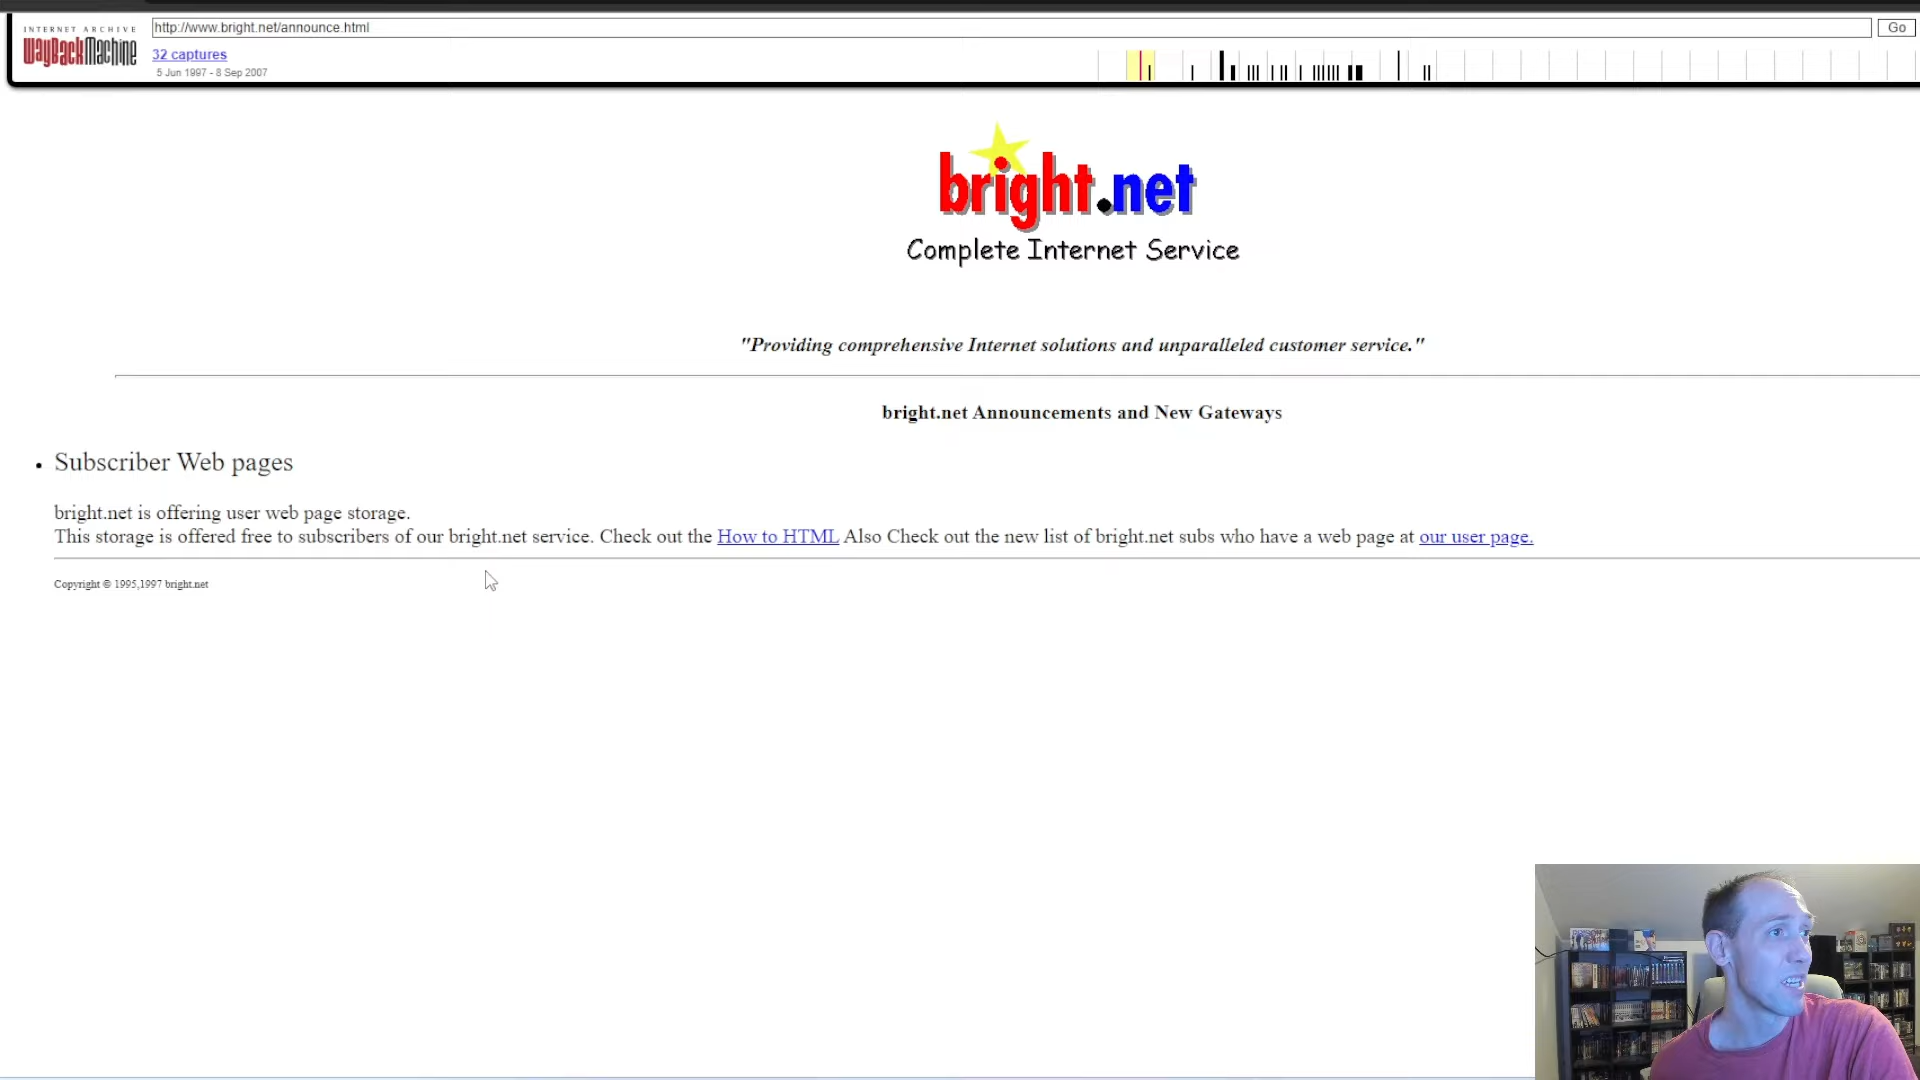 INTERNET ARCHIVE
WayBackMachine
http://www.bright.net/announce.html
Go
32 captures
5 Jun 1997 - 8 Sep 2007
bright.net
Complete Internet Service
"Providing comprehensive Internet solutions and unparalleled customer service."
bright.net Announcements and New Gateways
• Subscriber Web pages
bright.net is offering user web page storage.
This storage is offered free to subscribers of our bright.net service. Check out the How to HTML Also Check out the new list of bright.net subs who have a web page at our user page.
Copyright © 1995,1997 bright.net